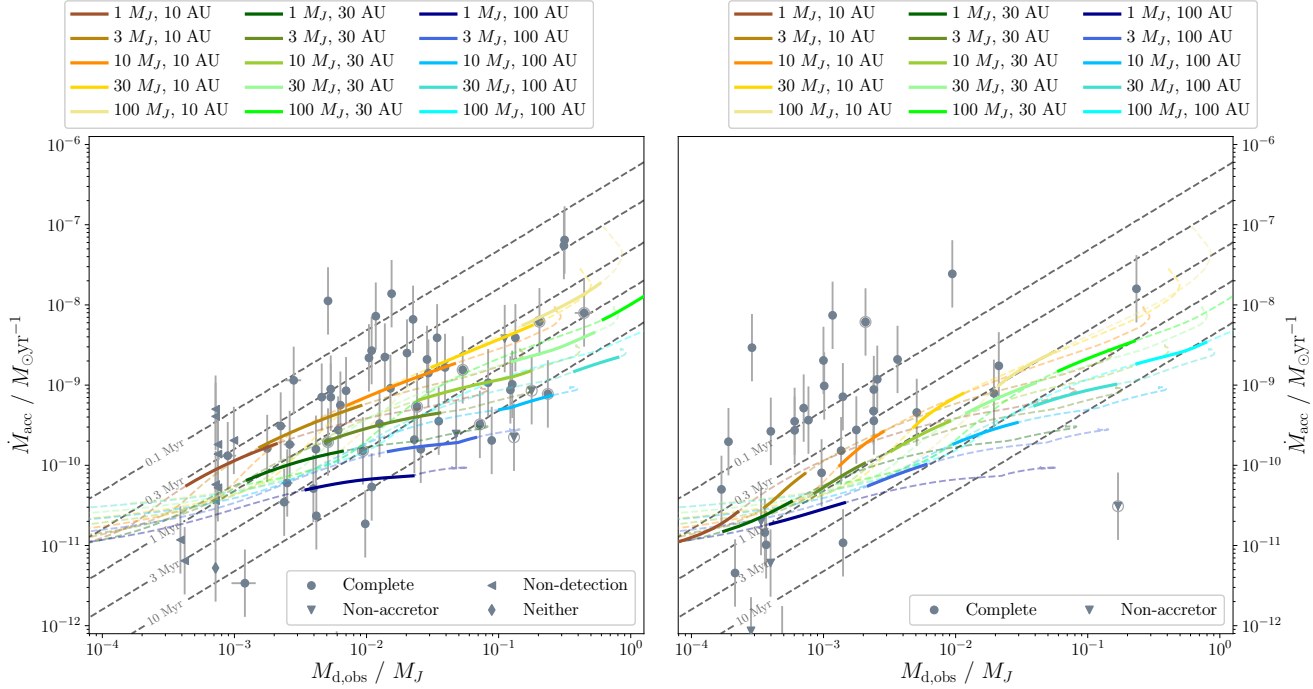 1 M_J, 10 AU 1 M_J, 30 AU 1 M_J, 100 AU
3 M_J, 10 AU 3 M_J, 30 AU 3 M_J, 100 AU
10 M_J, 10 AU 10 M_J, 30 AU 10 M_J, 100 AU
30 M_J, 10 AU 30 M_J, 30 AU 30 M_J, 100 AU
100 M_J, 10 AU 100 M_J, 30 AU 100 M_J, 100 AU
10^{-6}
10^{-7}
10^{-8}
10^{-9}
10^{-10}
10^{-11}
10^{-12}
Ṁ_acc / M_⊙yr^{-1}
0.1 Myr
0.3 Myr
1 Myr
3 Myr
10 Myr
Complete Non-detection
Non-accretor Neither
10^{-4} 10^{-3} 10^{-2} 10^{-1} 10^{0}
M_{d,obs} / M_J
1 M_J, 10 AU 1 M_J, 30 AU 1 M_J, 100 AU
3 M_J, 10 AU 3 M_J, 30 AU 3 M_J, 100 AU
10 M_J, 10 AU 10 M_J, 30 AU 10 M_J, 100 AU
30 M_J, 10 AU 30 M_J, 30 AU 30 M_J, 100 AU
100 M_J, 10 AU 100 M_J, 30 AU 100 M_J, 100 AU
10^{-6}
10^{-7}
10^{-8}
10^{-9}
10^{-10}
10^{-11}
10^{-12}
Ṁ_acc / M_⊙yr^{-1}
0.1 Myr
0.3 Myr
1 Myr
3 Myr
10 Myr
Complete Non-accretor
10^{-4} 10^{-3} 10^{-2} 10^{-1} 10^{0}
M_{d,obs} / M_J